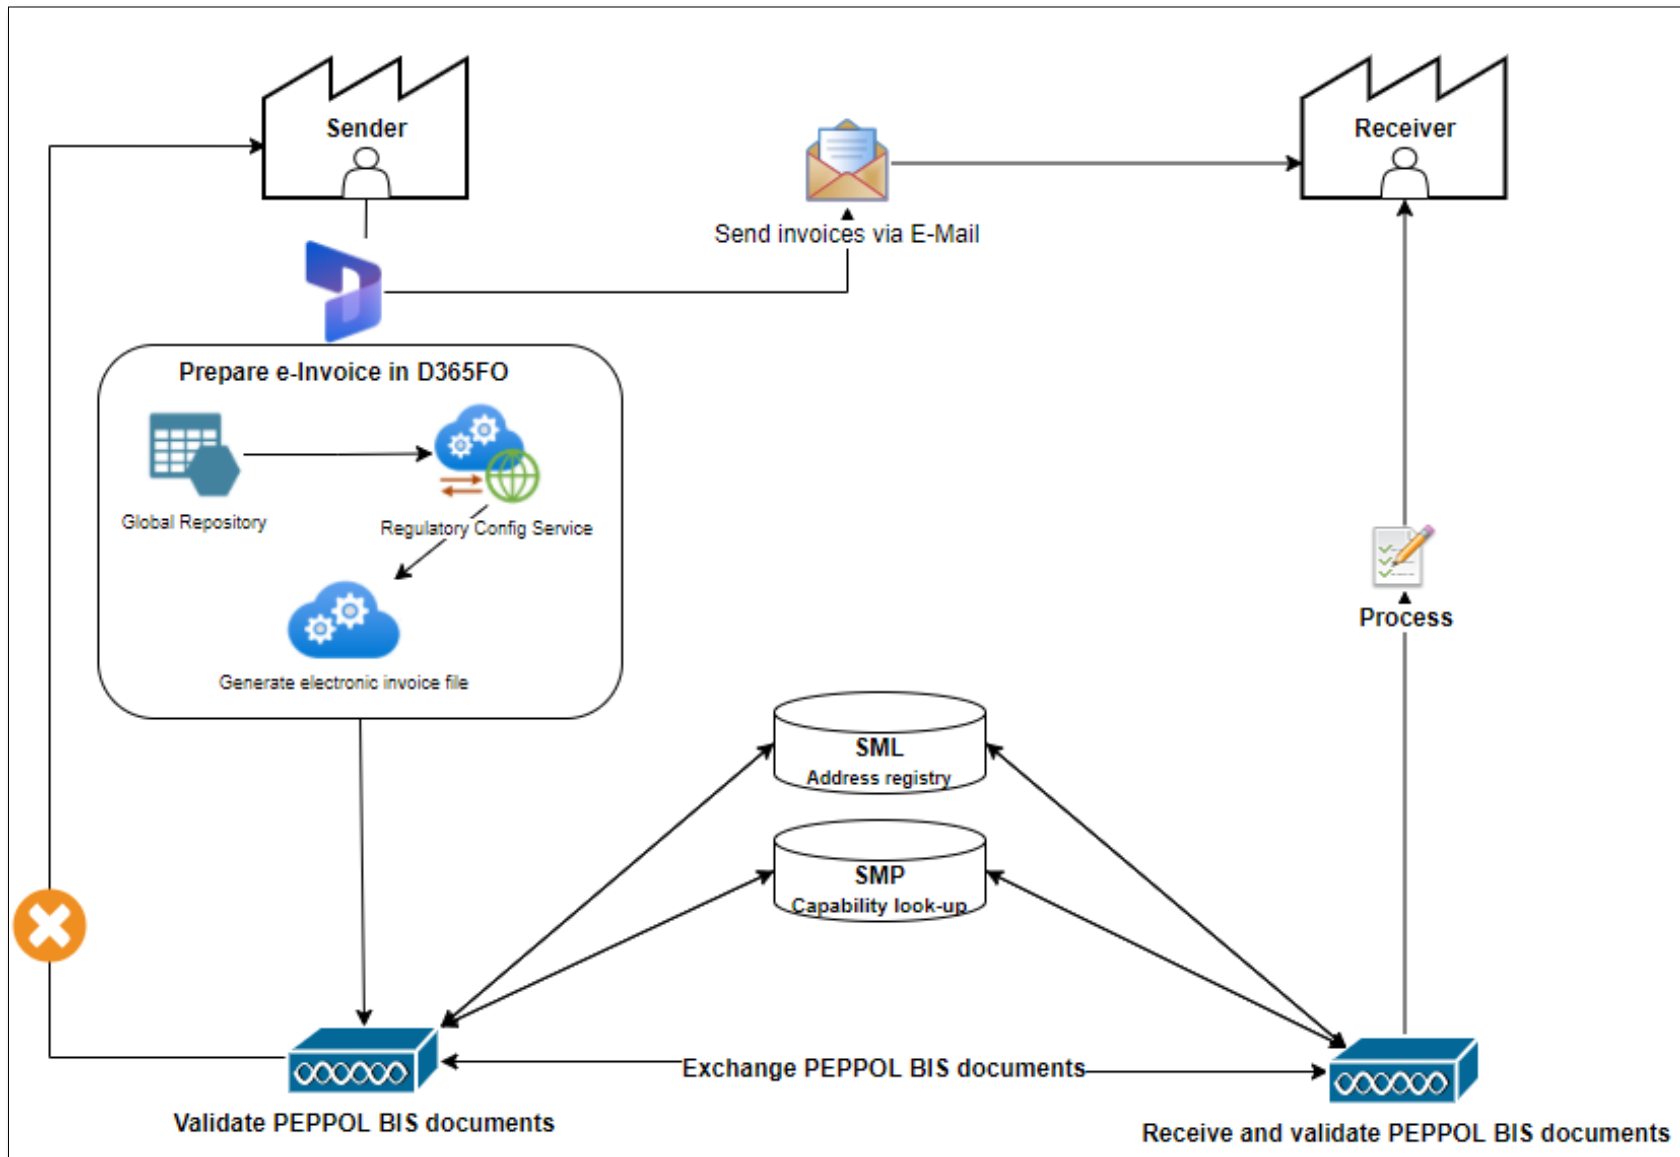 Sender
Receiver
Send invoices via E-Mail
Prepare e-Invoice in D365FO
Global Repository
Regulatory Config Service
Generate electronic invoice file
Process
SML
Address registry
SMP
Capability look-up
Exchange PEPPOL BIS documents
Validate PEPPOL BIS documents
Receive and validate PEPPOL BIS documents